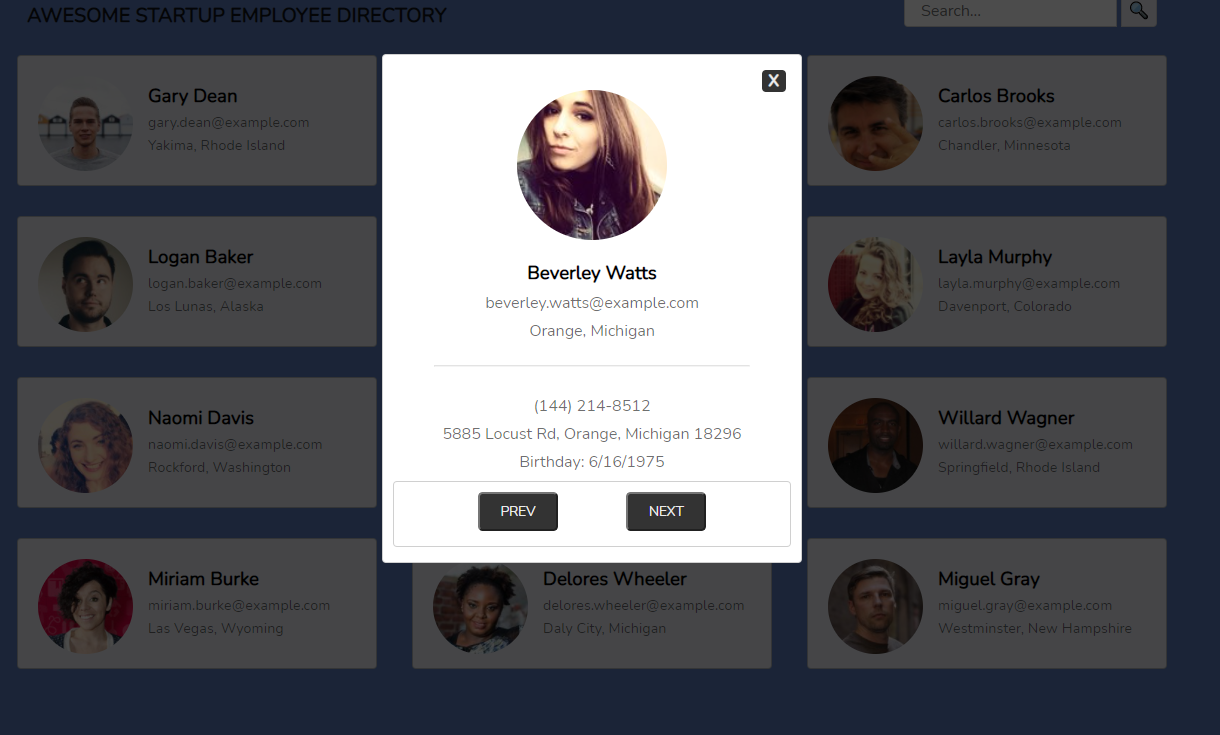 AWESOME STARTUP EMPLOYEE DIRECTORY
Search...
X
Beverley Watts
beverley.watts@example.com
Orange, Michigan
(144) 214-8512
5885 Locust Rd, Orange, Michigan 18296
Birthday: 6/16/1975
PREV
NEXT
Gary Dean
gary.dean@example.com
Yakima, Rhode Island
Carlos Brooks
carlos.brooks@example.com
Chandler, Minnesota
Logan Baker
logan.baker@example.com
Los Lunas, Alaska
Layla Murphy
layla.murphy@example.com
Davenport, Colorado
Naomi Davis
naomi.davis@example.com
Rockford, Washington
Willard Wagner
willard.wagner@example.com
Springfield, Rhode Island
Miriam Burke
miriam.burke@example.com
Las Vegas, Wyoming
Delores Wheeler
delores.wheeler@example.com
Daly City, Michigan
Miguel Gray
miguel.gray@example.com
Westminster, New Hampshire